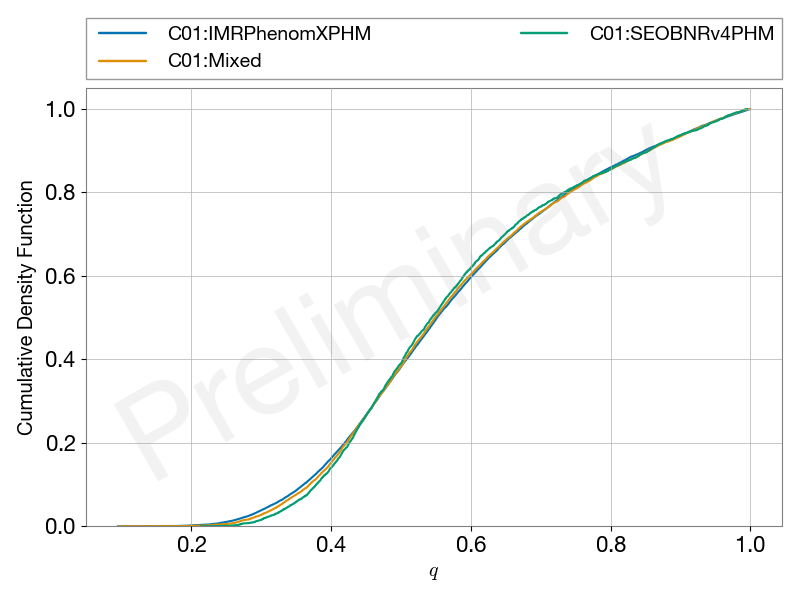 C01:IMRPhenomXPHM
C01:Mixed
C01:SEOBNRv4PHM
Cumulative Density Function
1.0
0.8
0.6
0.4
0.2
0.0
Preliminary
0.2 0.4 0.6 0.8 1.0
q